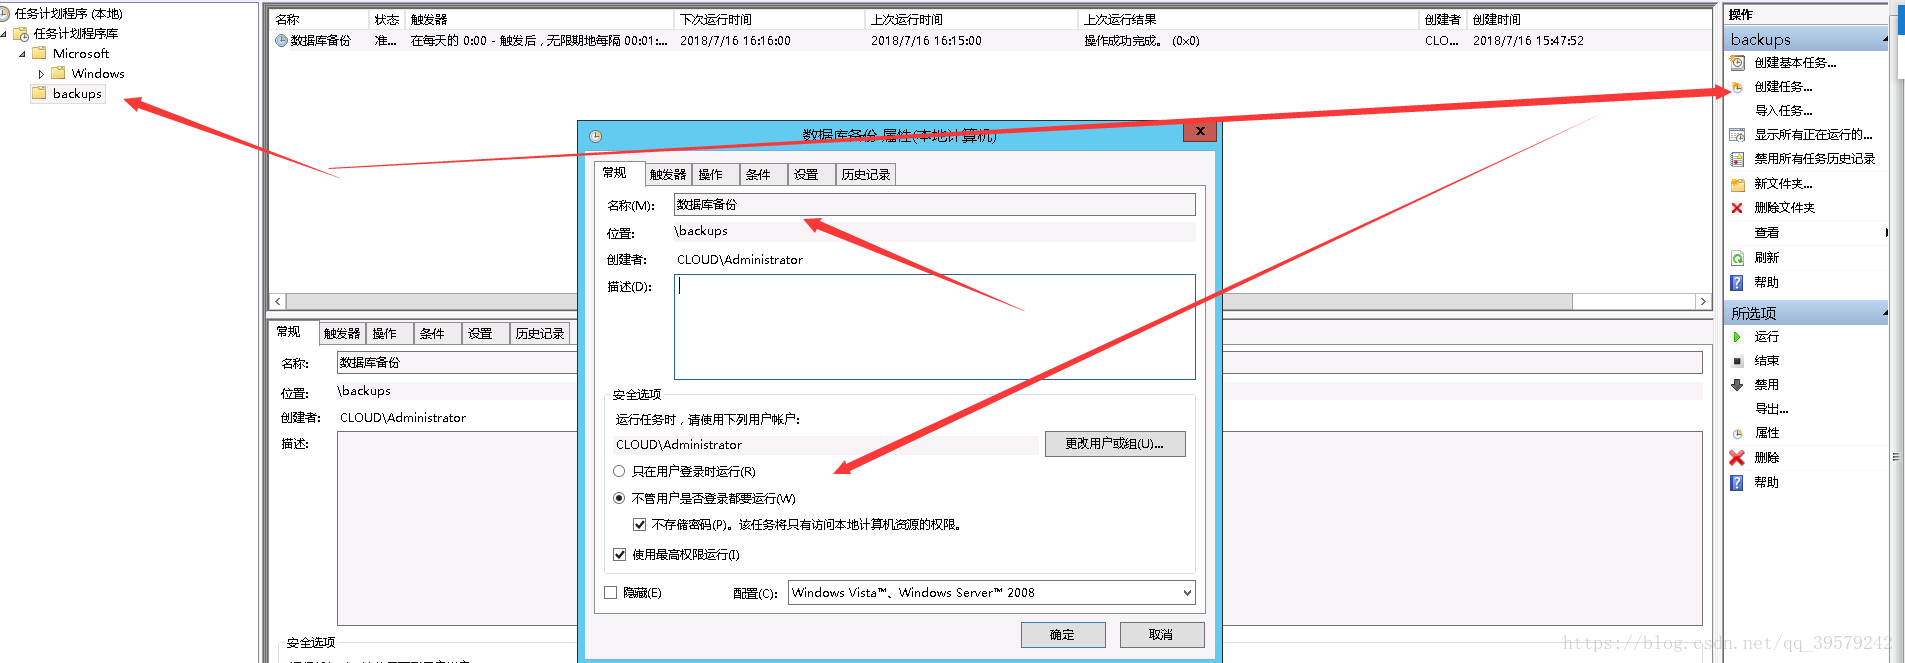 任务计划程序 (本地)
任务计划程序库
Microsoft
Windows
backups
名称 状态 触发器 下次运行时间 上次运行时间 上次运行结果 创建者 创建时间
数据库备份 准... 在每天的 0:00 - 触发后，无限期地每隔 00:01:... 2018/7/16 16:16:00 2018/7/16 16:15:00 操作成功完成。 (0x0) CLO... 2018/7/16 15:47:52
常规 触发器 操作 条件 设置 历史记录
名称: 数据库备份
位置: \backups
创建者: CLOUD\Administrator
描述:
安全选项
数据库备份 属性(本地计算机)
常规 触发器 操作 条件 设置 历史记录
名称(M): 数据库备份
位置: \backups
创建者: CLOUD\Administrator
描述(D):
安全选项
运行任务时，请使用下列用户帐户:
CLOUD\Administrator 更改用户或组(U)...
只在用户登录时运行(R)
不管用户是否登录都要运行(W)
不存储密码(P)。该任务将只有访问本地计算机资源的权限。
使用最高权限运行(I)
隐藏(E) 配置(C): Windows Vista™、Windows Server™ 2008
确定 取消
操作
backups
创建基本任务...
创建任务...
导入任务...
显示所有正在运行的...
禁用所有任务历史记录
新文件夹...
删除文件夹
查看
刷新
帮助
所选项
运行
结束
禁用
导出...
属性
删除
帮助
https://blog.csdn.net/qq_39579242